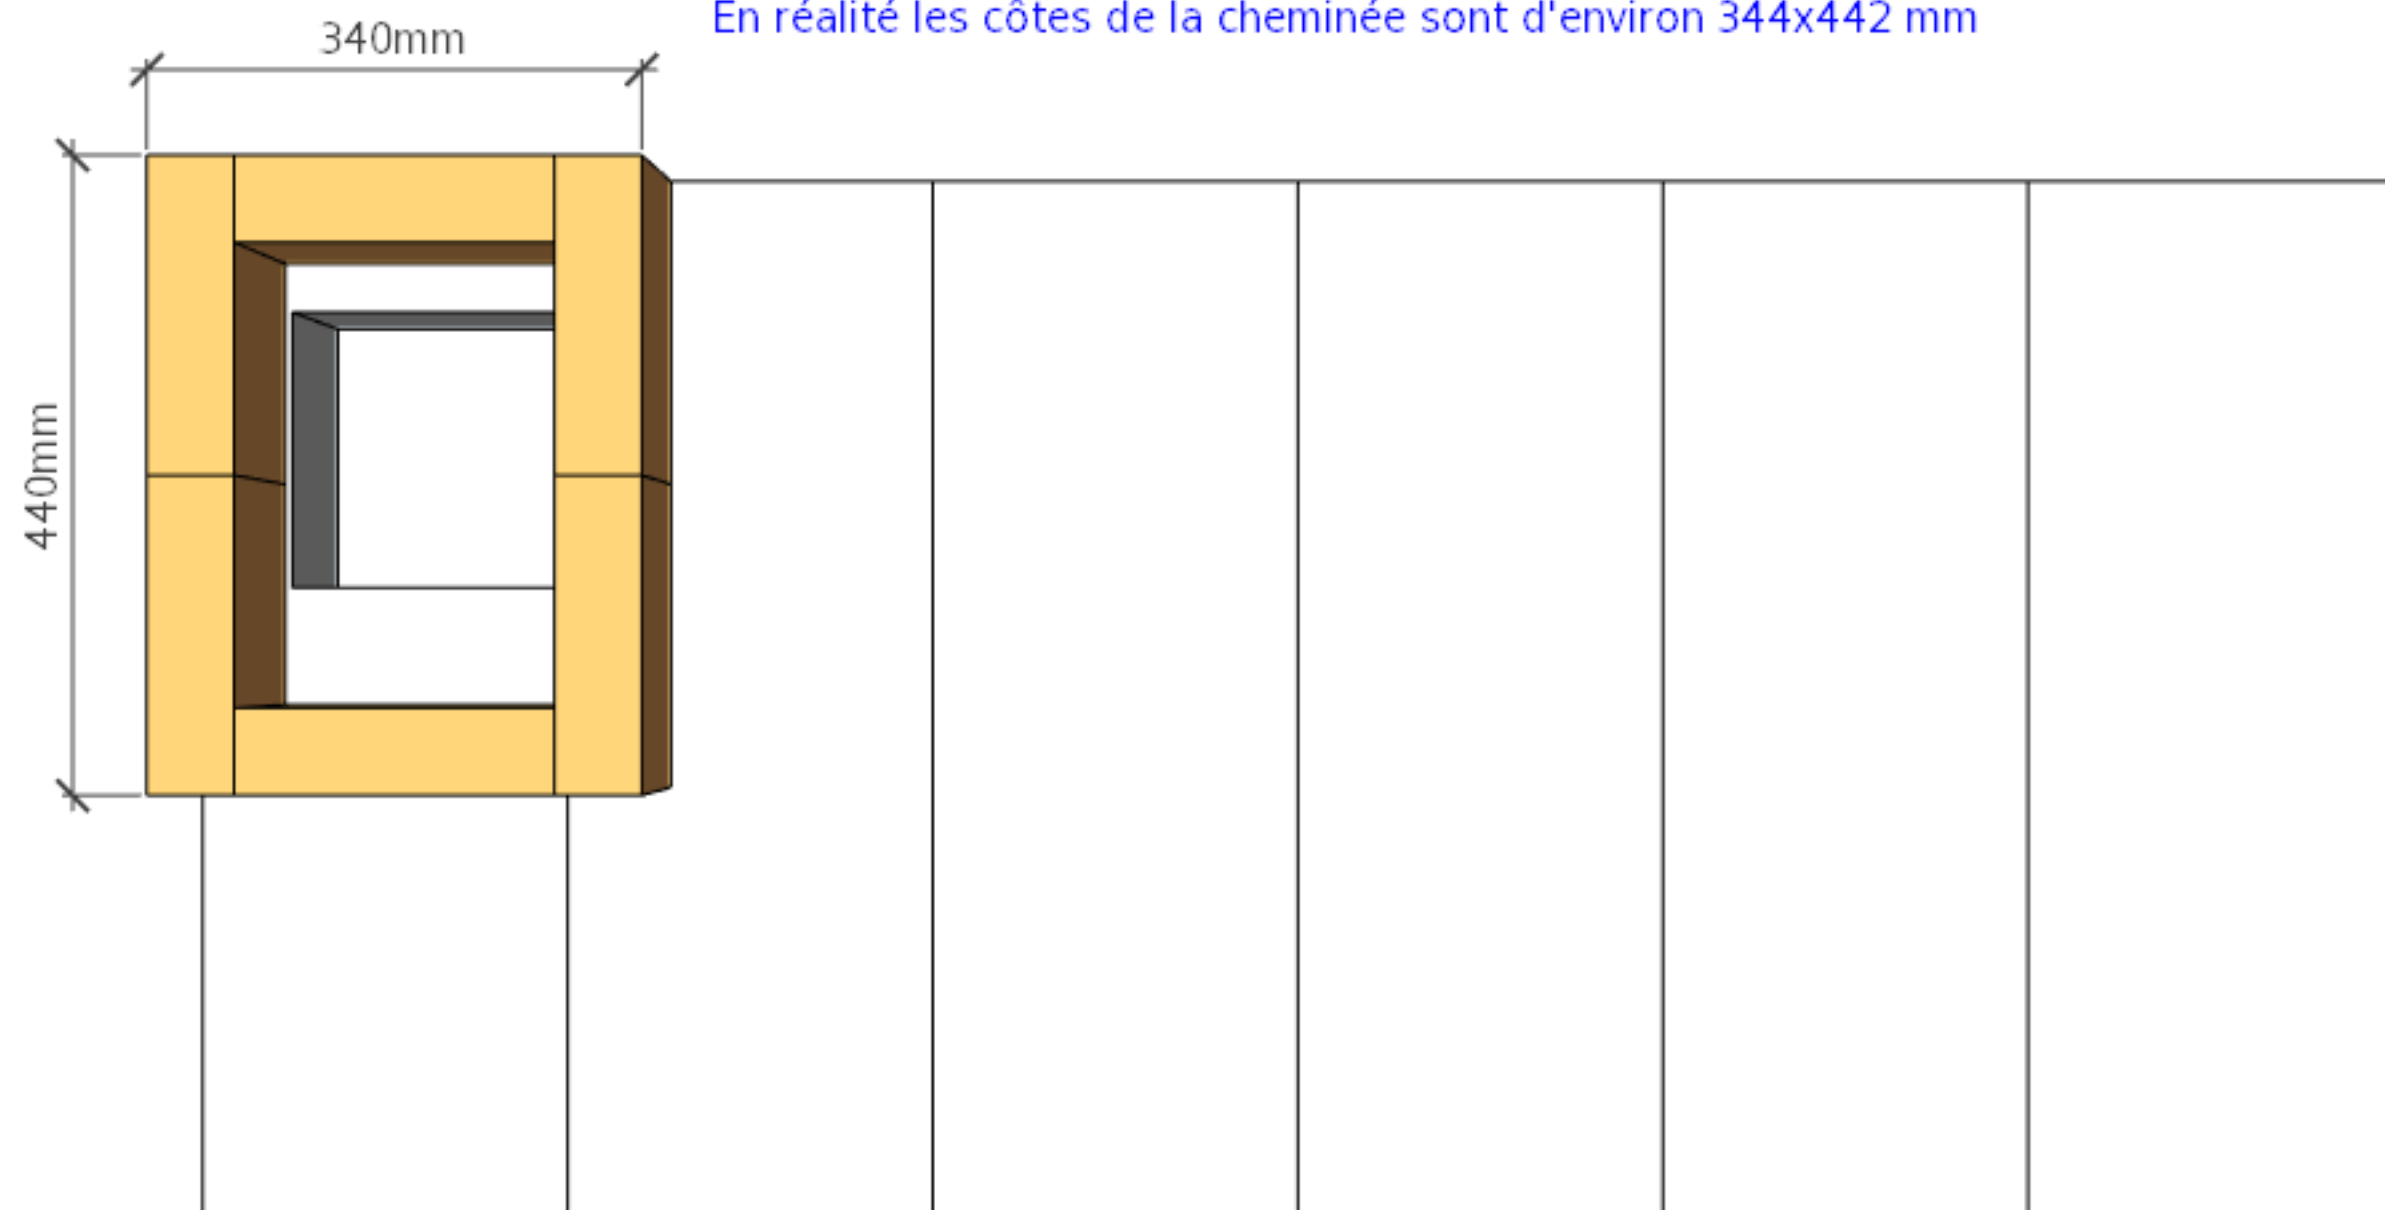 En réalité les côtes de la cheminée sont d'environ 344x442 mm
340mm
440mm